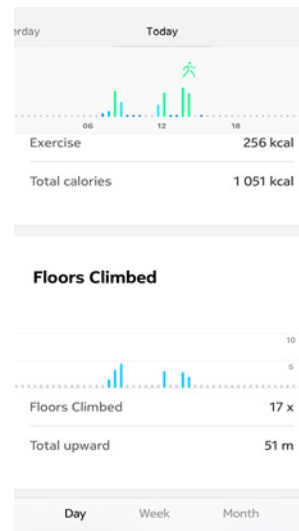 erday Today
06 12 18
Exercise 256 kcal
Total calories 1 051 kcal
Floors Climbed
10
5
Floors Climbed 17 x
Total upward 51 m
Day Week Month